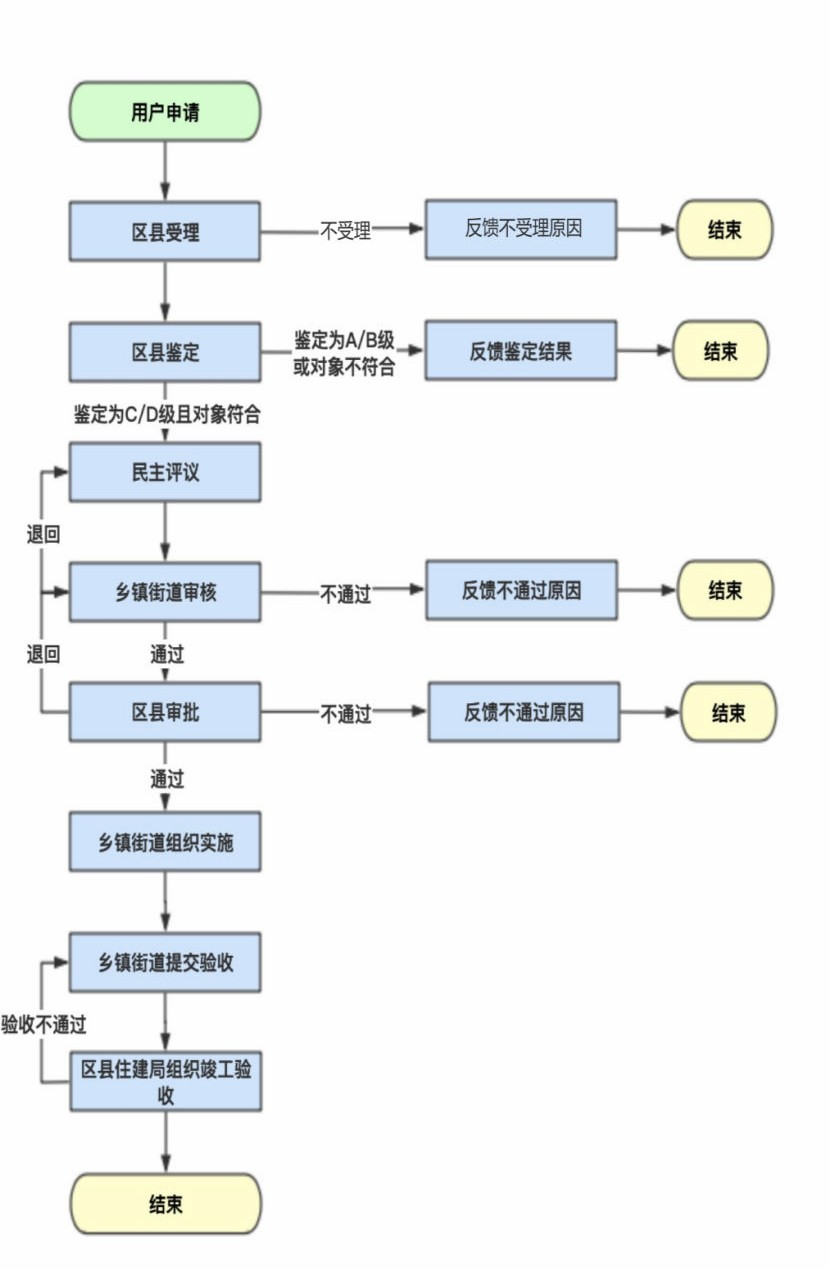 用户申请
区县受理
不受理
反馈不受理原因
结束
区县鉴定
鉴定为A/B级
或对象不符合
反馈鉴定结果
结束
鉴定为C/D级且对象符合
民主评议
退回
乡镇街道审核
不通过
反馈不通过原因
结束
退回
通过
区县审批
不通过
反馈不通过原因
结束
通过
乡镇街道组织实施
乡镇街道提交验收
验收不通过
区县住建局组织竣工验
收
结束